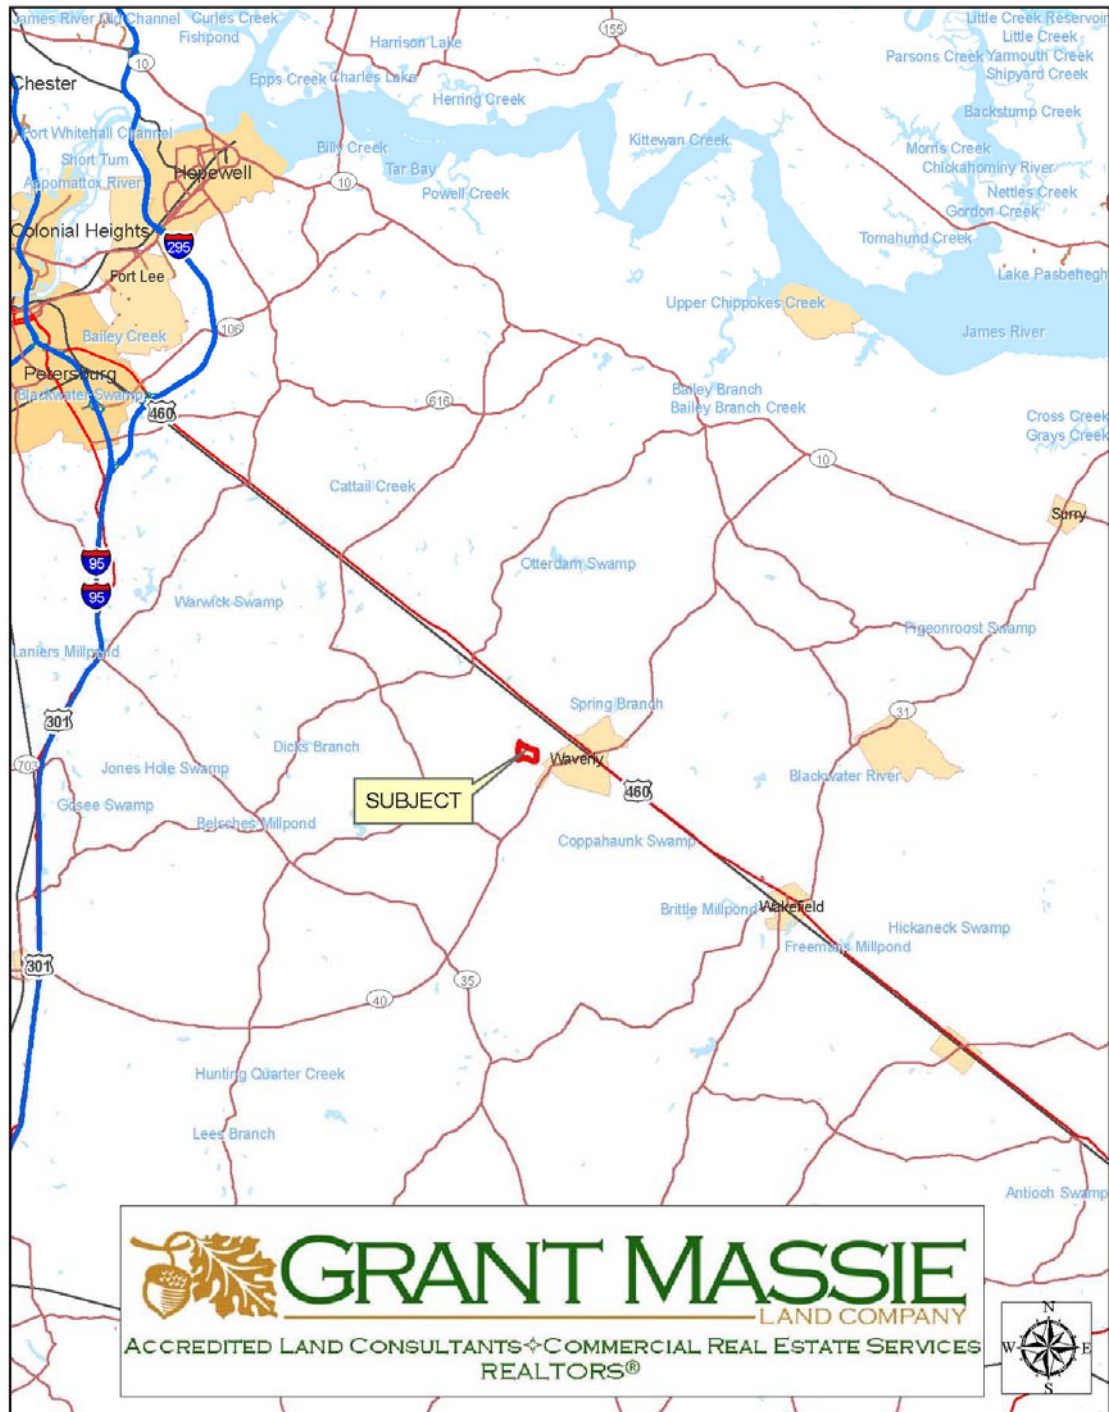 James River Old Channel
Curles Creek
Fishpond
155
Little Creek Reservoir
Little Creek
Harrison Lake
10
Parsons Creek
Yarmouth Creek
Shipyard Creek
Chester
Epps Creek
Charles Lake
Herring Creek
Backstump Creek
Port Whitehall Channel
Kittewan Creek
Billy Creek
Morris Creek
Short Turn
Tar Bay
Chickahominy River
Hopewell
Appomattox River
10
Powell Creek
Nettles Creek
Gordon Creek
Colonial Heights
295
Tomahund Creek
Fort Lee
Lake Pasbehegh
Upper Chippokes Creek
106
James River
Bailey Creek
Petersburg
Blackwater Swamp
Bailey Branch
616
Bailey Branch Creek
460
Cross Creek
Grays Creek
10
Cattail Creek
Surry
95
Otterdam Swamp
95
Warwick Swamp
Pigeonroost Swamp
Laniers Millpond
Spring Branch
31
301
Dicks Branch
Waverly
703
Jones Hole Swamp
Blackwater River
460
SUBJECT
Gosee Swamp
Belsches Millpond
Coppahaunk Swamp
Brittle Millpond
Wakefield
Hickaneck Swamp
Freemans Millpond
301
35
40
Hunting Quarter Creek
Lees Branch
Antioch Swamp
GRANT MASSIE
LAND COMPANY
ACCREDITED LAND CONSULTANTS✧COMMERCIAL REAL ESTATE SERVICES
REALTORS®
N
W E
S